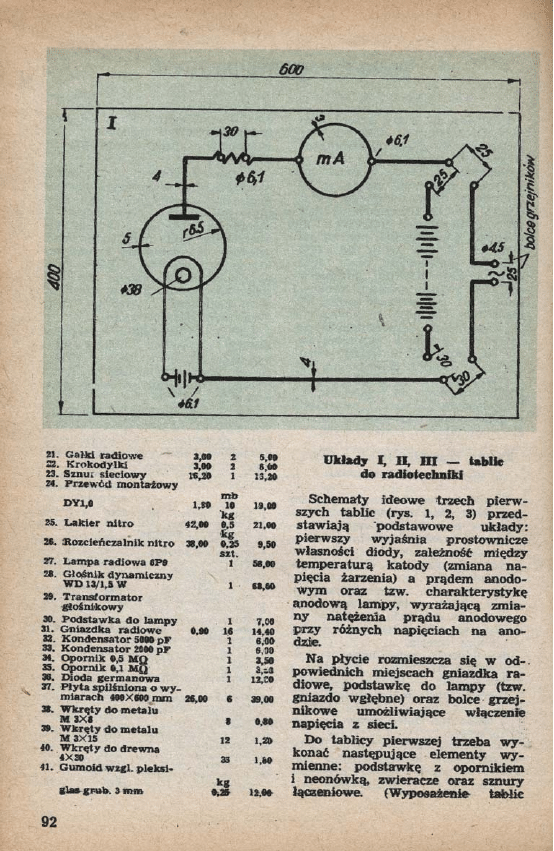 600
I
30
3
mA
ϕ6,1
25
4
ϕ6,1
25
bolce grzejników
5
r65
ϕ4,5
25
400
ϕ38
4
30
30
ϕ6,1
21. Gałki radiowe 3,00 2 6,00
22. Krokodylki 3,00 2 6,00
23. Sznur sieciowy 1 13,20
24. Przewód montażowy
mb
DY1,0 10 19,00
kg
25. Lakier nitro 42,00 0,5 21,00
kg
26. Rozcieńczalnik nitro 38,00 0,25 9,50
szt.
27. Lampa radiowa 6P9 1 58,00
28. Głośnik dynamiczny
WD 13/1,5 W 1 68,60
29. Transformator
głośnikowy
30. Podstawka do lampy 1 7,00
31. Gniazdka radiowe 0,90 16 14,40
32. Kondensator 5000 pF 1 6,00
33. Kondensator 2000 pF 1 6,00
34. Opornik 0,5 MΩ 1 3,50
35. Opornik 0,1 MΩ 1
36. Dioda germanowa 1 12,00
37. Płyta spilśniona o wy-
miarach 400×600 mm 26,00 6 39,00
38. Wkręty do metalu
M 3×8 8 0,80
39. Wkręty do metalu
M 3×15 12 1,20
40. Wkręty do drewna
4×20 33 1,80
41. Gumoid wzgl. pleksi-
kg
glas grub. 3 mm 0,25 12,00
92
Układy I, II, III — tablic
do radiotechniki
Schematy ideowe trzech pierw-
szych tablic (rys. 1, 2, 3) przed-
stawiają podstawowe układy:
pierwszy wyjaśnia prostownicze
własności diody, zależność między
temperaturą katody (zmiana na-
pięcia żarzenia) a prądem anodo-
wym oraz tzw. charakterystykę
anodową lampy, wyrażającą zmia-
ny natężenia prądu anodowego
przy różnych napięciach na ano-
dzie.
Na płycie rozmieszcza się w od-
powiednich miejscach gniazdka ra-
diowe, podstawkę do lampy (tzw.
gniazdo wgłębne) oraz bolce grzej-
nikowe umożliwiające włączenie
napięcia z sieci.
Do tablicy pierwszej trzeba wy-
konać następujące elementy wy-
mienne: podstawkę z opornikiem
i neonówką, zwieracze oraz sznury
łączeniowe. (Wyposażenie tablic